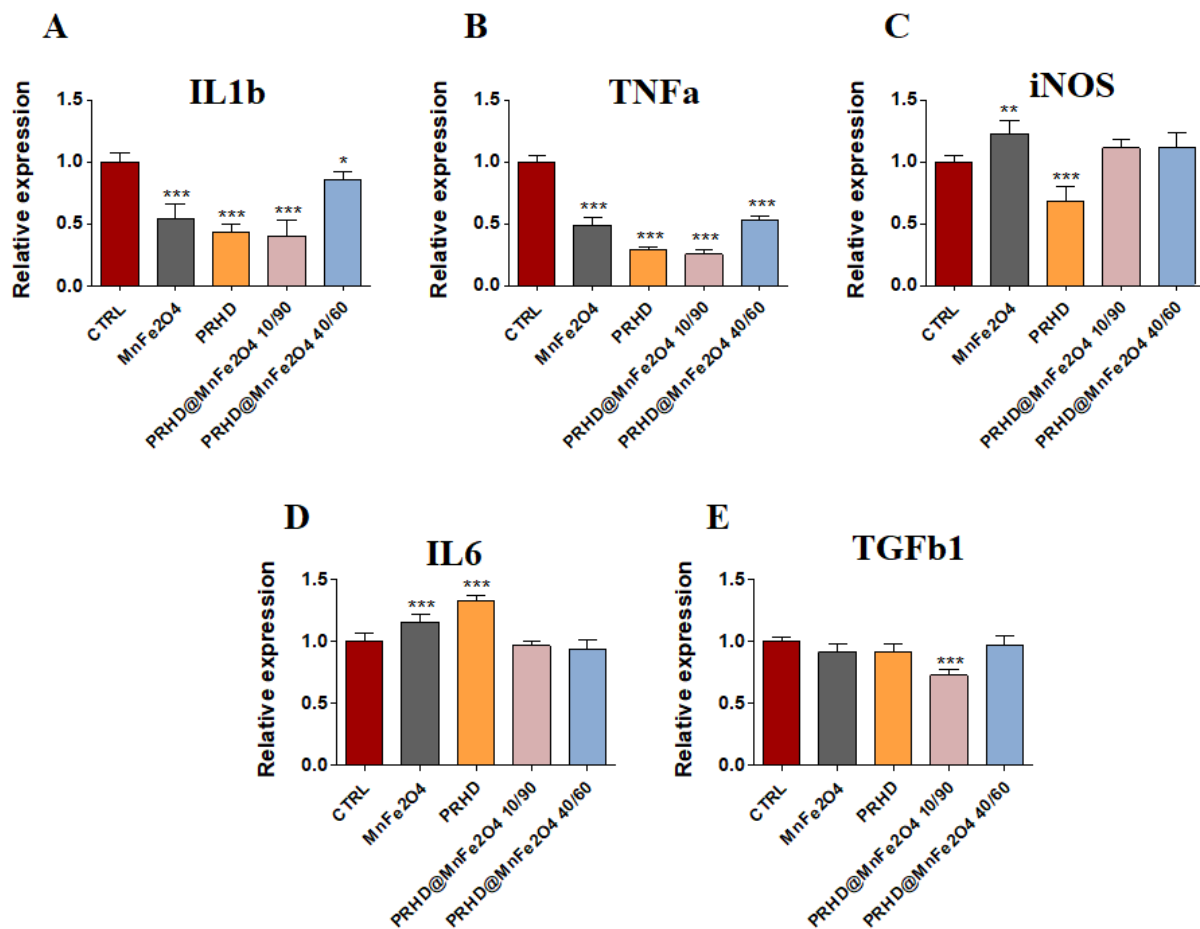 A
IL1b
Relative expression
1.5
1.0
0.5
0.0
***
***
***
*
CTRL
MnFe2O4
PRHD
PRHD@MnFe2O4 10/90
PRHD@MnFe2O4 40/60
B
TNFa
Relative expression
1.5
1.0
0.5
0.0
***
***
***
***
CTRL
MnFe2O4
PRHD
PRHD@MnFe2O4 10/90
PRHD@MnFe2O4 40/60
C
iNOS
Relative expression
1.5
1.0
0.5
0.0
**
***
CTRL
MnFe2O4
PRHD
PRHD@MnFe2O4 10/90
PRHD@MnFe2O4 40/60
D
IL6
Relative expression
1.5
1.0
0.5
0.0
***
***
CTRL
MnFe2O4
PRHD
PRHD@MnFe2O4 10/90
PRHD@MnFe2O4 40/60
E
TGFb1
Relative expression
1.5
1.0
0.5
0.0
***
CTRL
MnFe2O4
PRHD
PRHD@MnFe2O4 10/90
PRHD@MnFe2O4 40/60